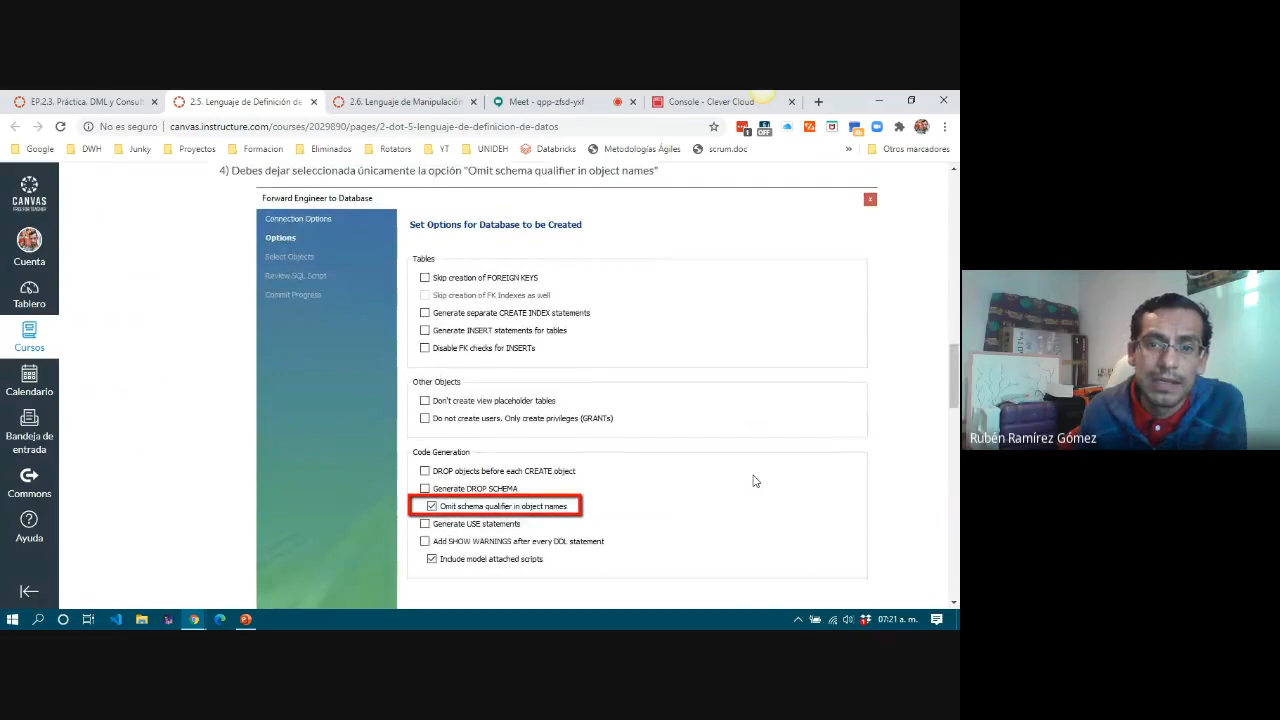 EP.2.3. Práctica. DML y Consult
2.5. Lenguaje de Definición de
2.6. Lenguaje de Manipulación
Meet - qpp-zfsd-yxf
Console - Clever Cloud
No es seguro
canvas.instructure.com/courses/2029890/pages/2-dot-5-lenguaje-de-definicion-de-datos
1
OFF
Google
DWH
Junky
Proyectos
Formacion
Eliminados
Rotators
YT
UNIDEH
Databricks
Metodologías Ágiles
scrum.doc
»
Otros marcadores
CANVAS
FREE FOR TEACHER
Cuenta
Tablero
Cursos
Calendario
Bandeja de
entrada
Commons
Ayuda
4) Debes dejar seleccionada únicamente la opción "Omit schema qualifier in object names"
Forward Engineer to Database
x
Connection Options
Options
Select Objects
Review SQL Script
Commit Progress
Set Options for Database to be Created
Tables
Skip creation of FOREIGN KEYS
Skip creation of FK Indexes as well
Generate separate CREATE INDEX statements
Generate INSERT statements for tables
Disable FK checks for INSERTs
Other Objects
Don't create view placeholder tables
Do not create users. Only create privileges (GRANTs)
Code Generation
DROP objects before each CREATE object
Generate DROP SCHEMA
Omit schema qualifier in object names
Generate USE statements
Add SHOW WARNINGS after every DDL statement
Include model attached scripts
07:21 a. m.
Rubén Ramírez Gómez